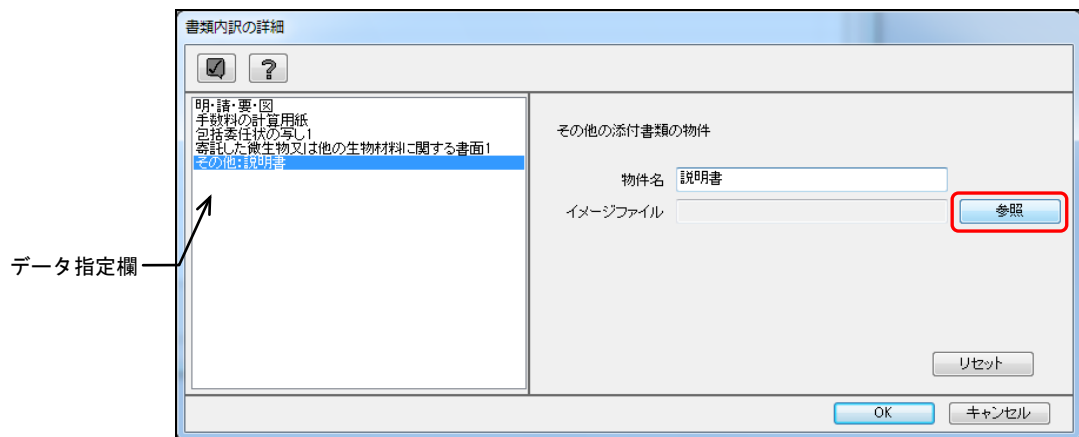 書類内訳の詳細
明・請・要・図
手数料の計算用紙
包括委任状の写し1
寄託した微生物又は他の生物材料に関する書面1
その他:説明書
データ指定欄
その他の添付書類の物件
物件名 説明書
イメージファイル 参照
リセット
OK キャンセル